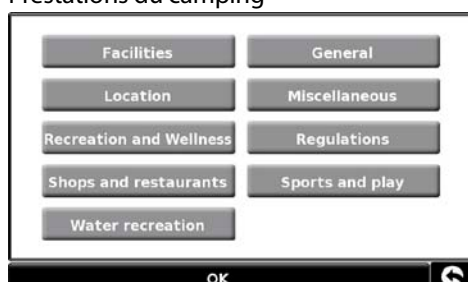 Prestations du camping
Facilities
General
Location
Miscellaneous
Recreation and Wellness
Regulations
Shops and restaurants
Sports and play
Water recreation
OK